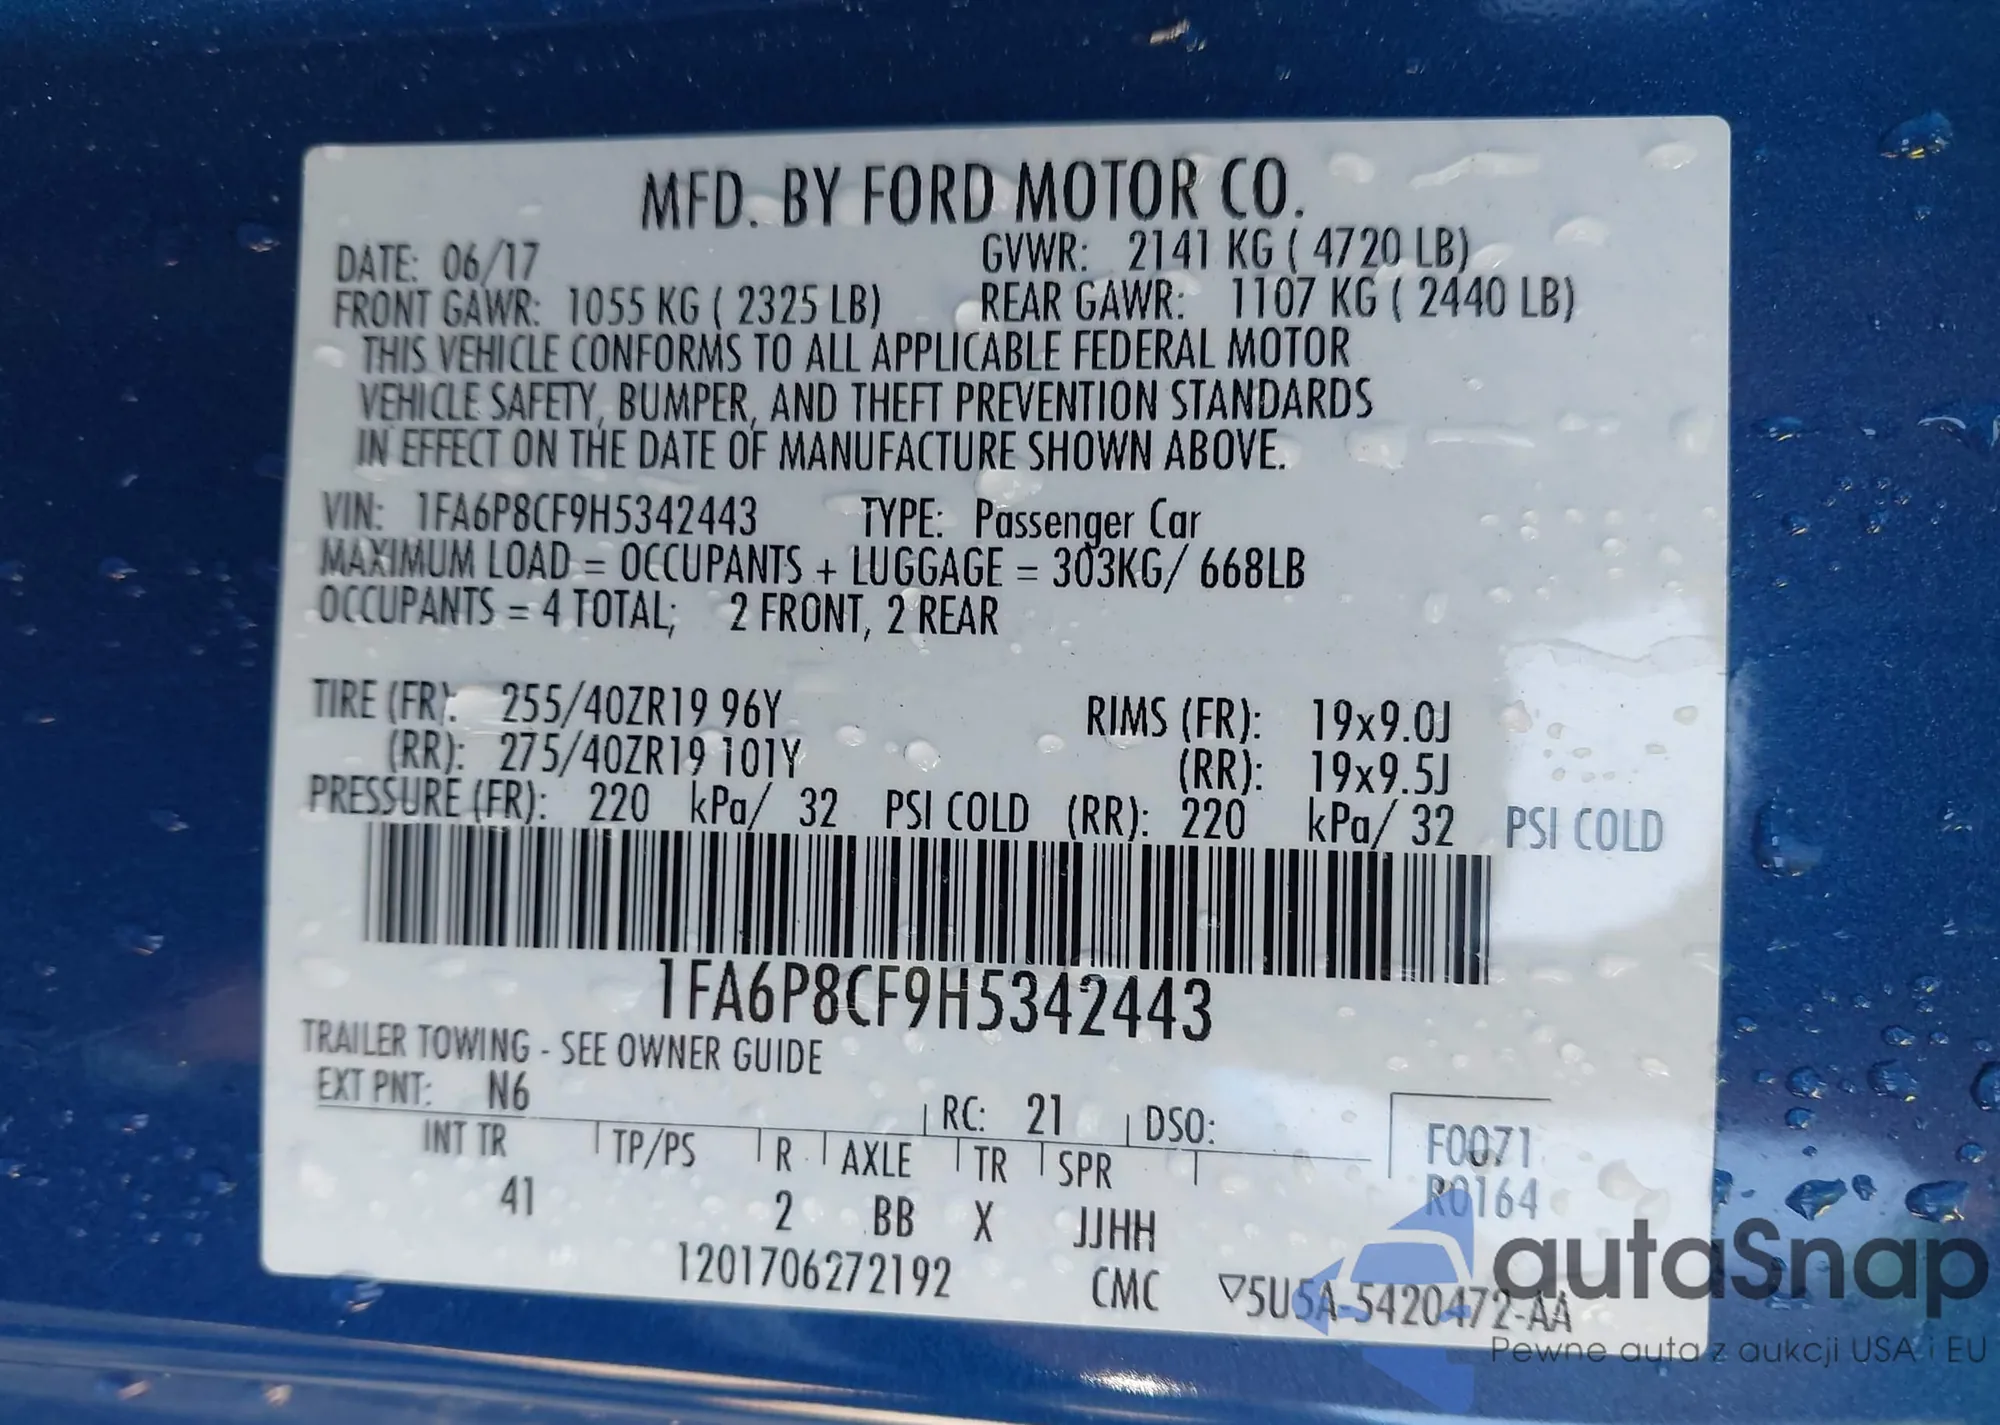 MFD. BY FORD MOTOR CO.
DATE: 06/17 GVWR: 2141 KG ( 4720 LB)
FRONT GAWR: 1055 KG ( 2325 LB) REAR GAWR: 1107 KG ( 2440 LB)
THIS VEHICLE CONFORMS TO ALL APPLICABLE FEDERAL MOTOR
VEHICLE SAFETY, BUMPER, AND THEFT PREVENTION STANDARDS
IN EFFECT ON THE DATE OF MANUFACTURE SHOWN ABOVE.
VIN: 1FA6P8CF9H5342443 TYPE: Passenger Car
MAXIMUM LOAD = OCCUPANTS + LUGGAGE = 303KG/ 668LB
OCCUPANTS = 4 TOTAL; 2 FRONT, 2 REAR
TIRE (FR): 255/40ZR19 96Y RIMS (FR): 19x9.0J
(RR): 275/40ZR19 101Y (RR): 19x9.5J
PRESSURE (FR): 220 kPa/ 32 PSI COLD (RR): 220 kPa/ 32 PSI COLD
1FA6P8CF9H5342443
TRAILER TOWING - SEE OWNER GUIDE
EXT PNT: N6 RC: 21 DSO: F0071
INT TR TP/PS R AXLE TR SPR R0164
41 2 BB X JJHH
1201706272192 CMC ▽5U5A-5420472-AA
autaSnap
Pewne auta z aukcji USA i EU